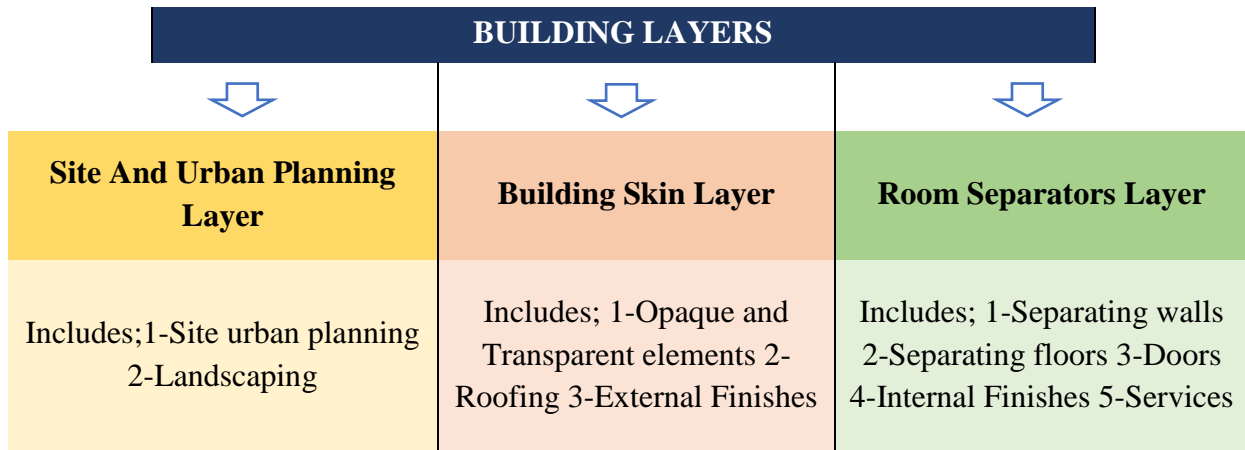 BUILDING LAYERS
Site And Urban Planning
Layer
Building Skin Layer
Room Separators Layer
Includes;1-Site urban planning
2-Landscaping
Includes; 1-Opaque and
Transparent elements 2-
Roofing 3-External Finishes
Includes; 1-Separating walls
2-Separating floors 3-Doors
4-Internal Finishes 5-Services